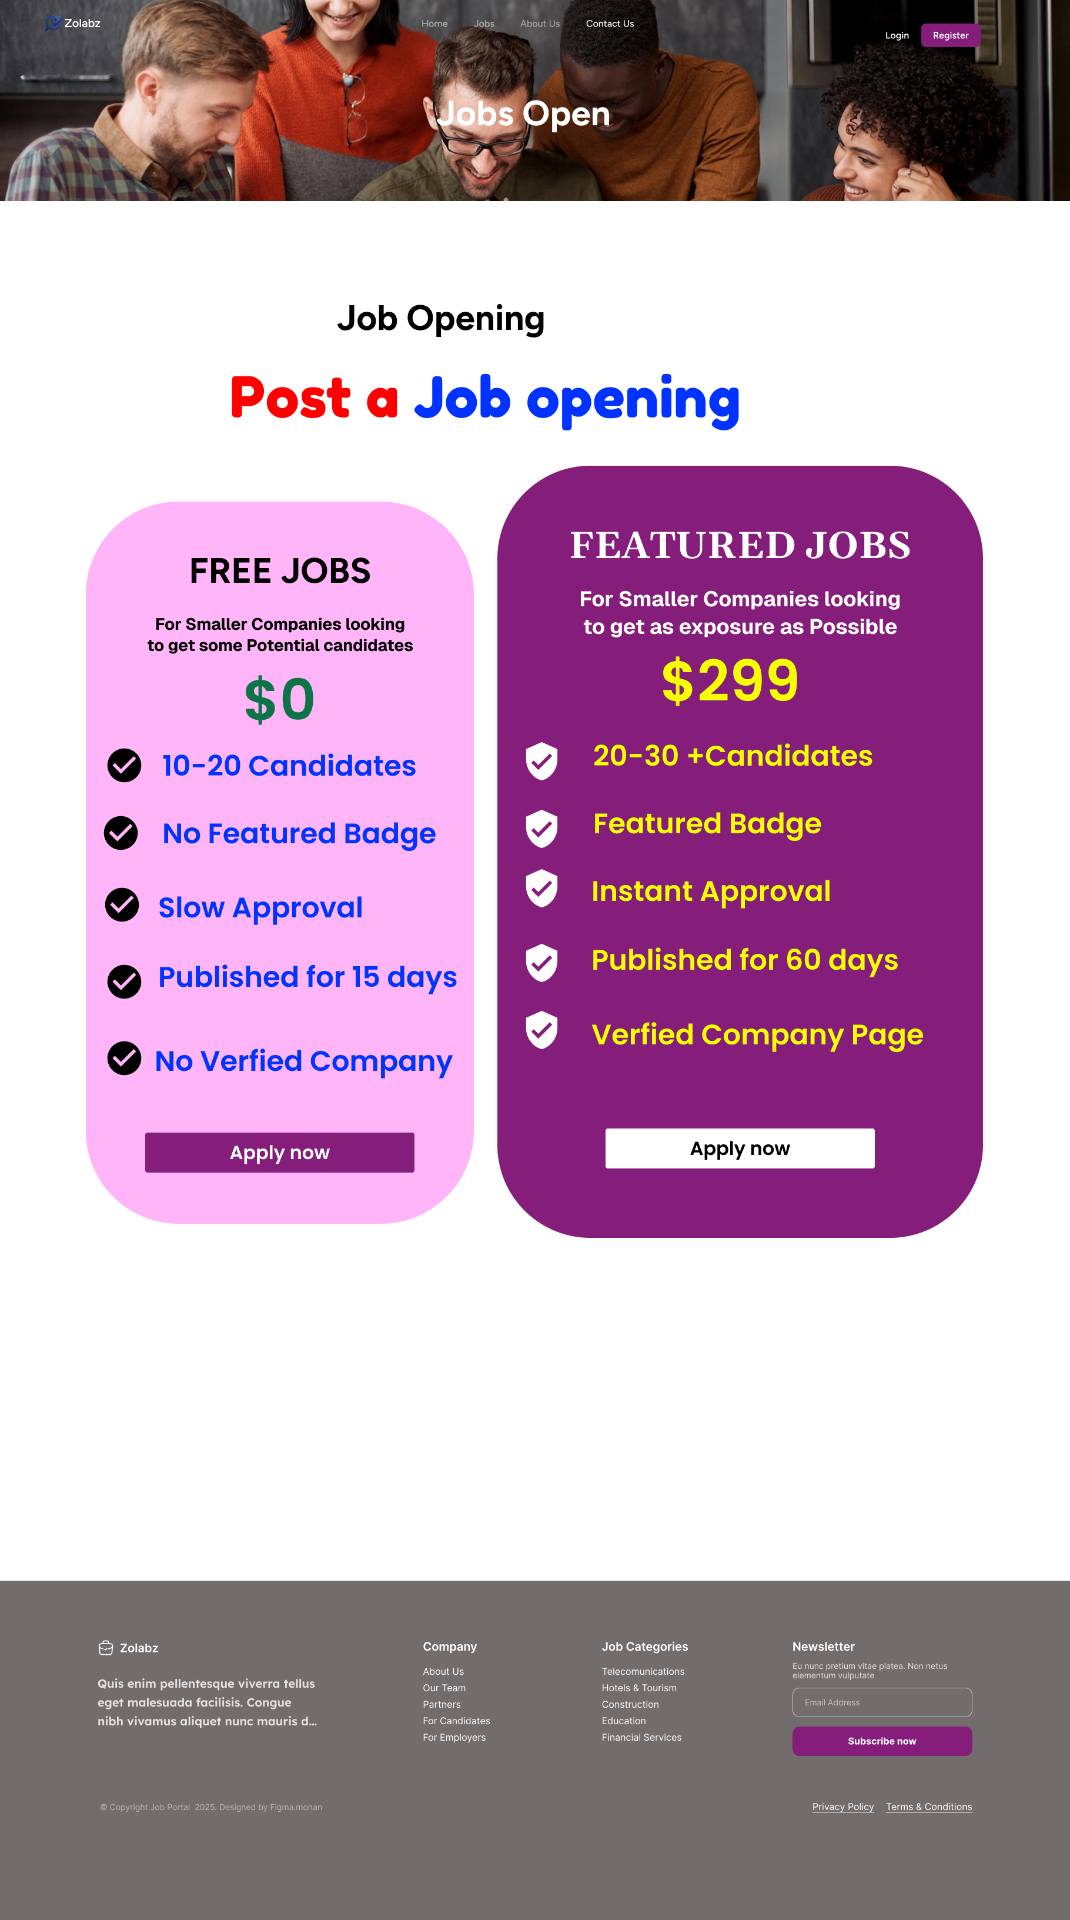 Zolabz
Home Jobs About Us Contact Us
Login Register
Jobs Open
Job Opening
Post a Job opening
FREE JOBS
For Smaller Companies looking
to get some Potential candidates
$0
10-20 Candidates
No Featured Badge
Slow Approval
Published for 15 days
No Verfied Company
Apply now
FEATURED JOBS
For Smaller Companies looking
to get as exposure as Possible
$299
20-30 +Candidates
Featured Badge
Instant Approval
Published for 60 days
Verfied Company Page
Apply now
Zolabz
Quis enim pellentesque viverra tellus
eget malesuada facilisis. Congue
nibh vivamus aliquet nunc mauris d...
Company
About Us
Our Team
Partners
For Candidates
For Employers
Job Categories
Telecomunications
Hotels & Tourism
Construction
Education
Financial Services
Newsletter
Eu nunc pretium vitae platea. Non netus
elementum vulputate
Email Address
Subscribe now
© Copyright Job Portal 2025. Designed by Figma.mohan
Privacy Policy Terms & Conditions